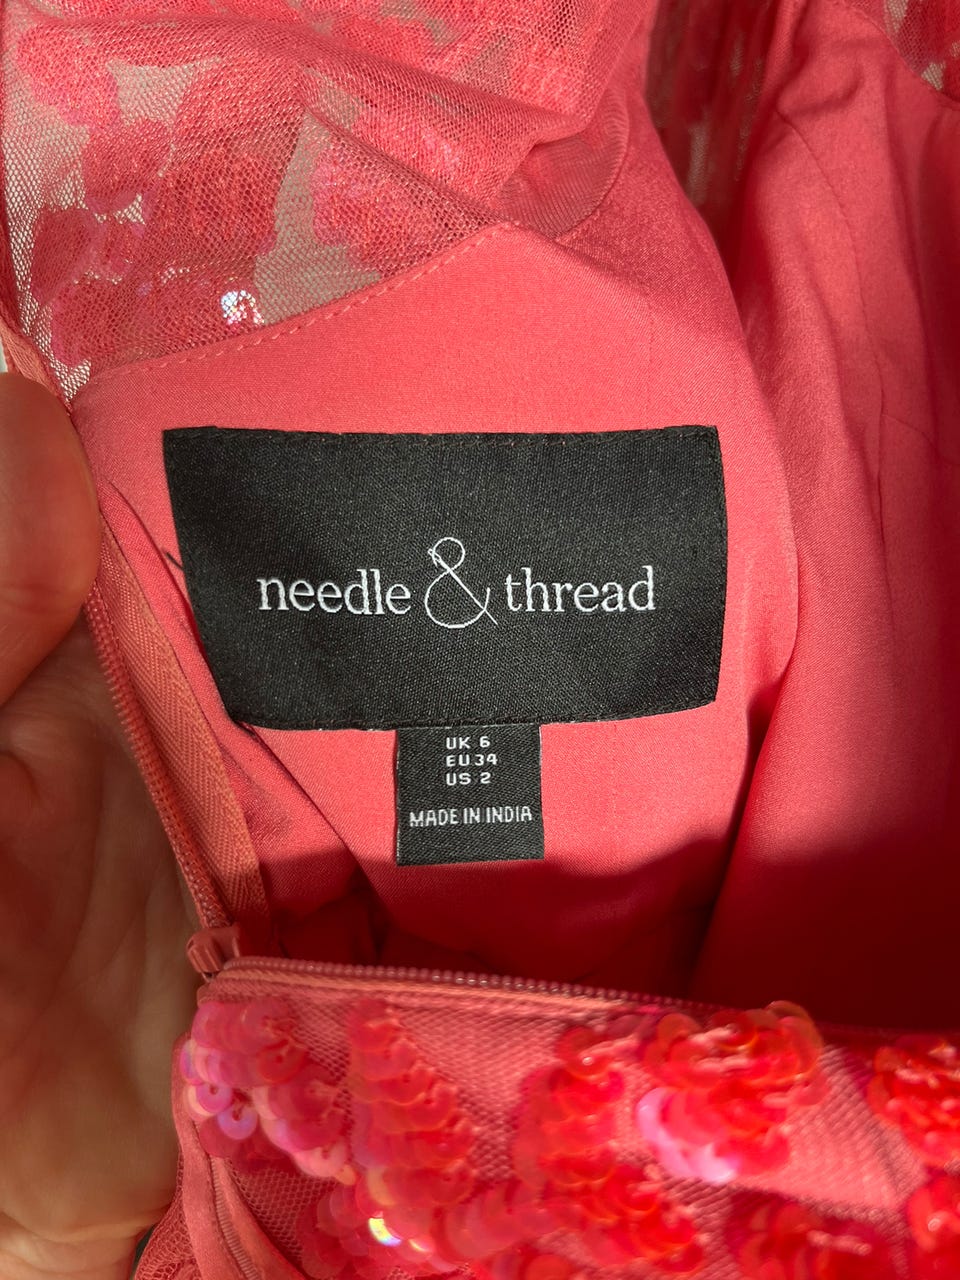 needle & thread
UK 6
EU 34
US 2
MADE IN INDIA